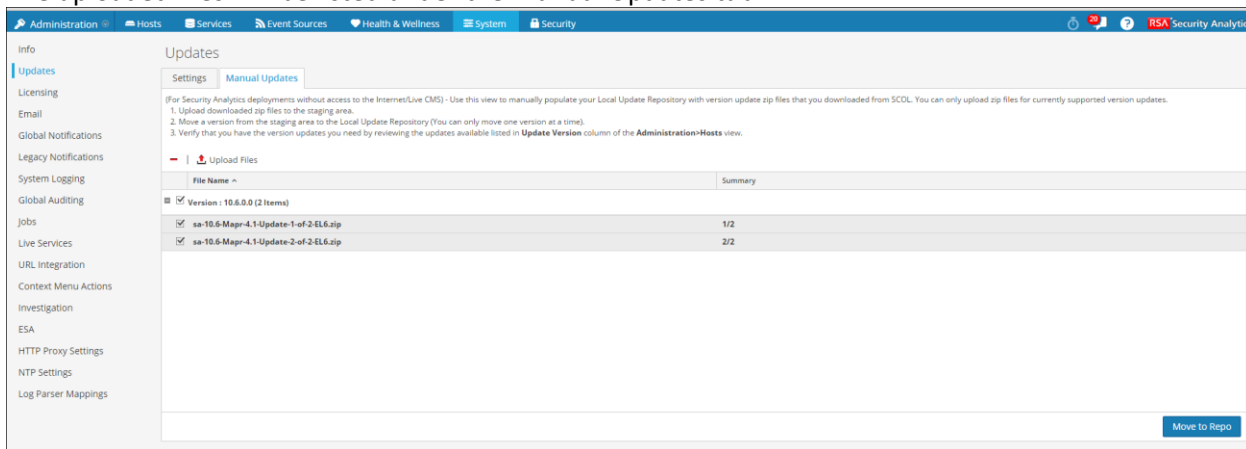 Administration Hosts Services Event Sources Health & Wellness System Security 20 ? RSA Security Analytic
Info
Updates
Licensing
Email
Global Notifications
Legacy Notifications
System Logging
Global Auditing
Jobs
Live Services
URL Integration
Context Menu Actions
Investigation
ESA
HTTP Proxy Settings
NTP Settings
Log Parser Mappings
Updates
Settings Manual Updates
(For Security Analytics deployments without access to the Internet/Live CMS) - Use this view to manually populate your Local Update Repository with version update zip files that you downloaded from SCOL. You can only upload zip files for currently supported version updates.
1. Upload downloaded zip files to the staging area.
2. Move a version from the staging area to the Local Update Repository (You can only move one version at a time).
3. Verify that you have the version updates you need by reviewing the updates available listed in Update Version column of the Administration>Hosts view.
Upload Files
File Name Summary
Version : 10.6.0.0 (2 Items)
sa-10.6-Mapr-4.1-Update-1-of-2-EL6.zip 1/2
sa-10.6-Mapr-4.1-Update-2-of-2-EL6.zip 2/2
Move to Repo